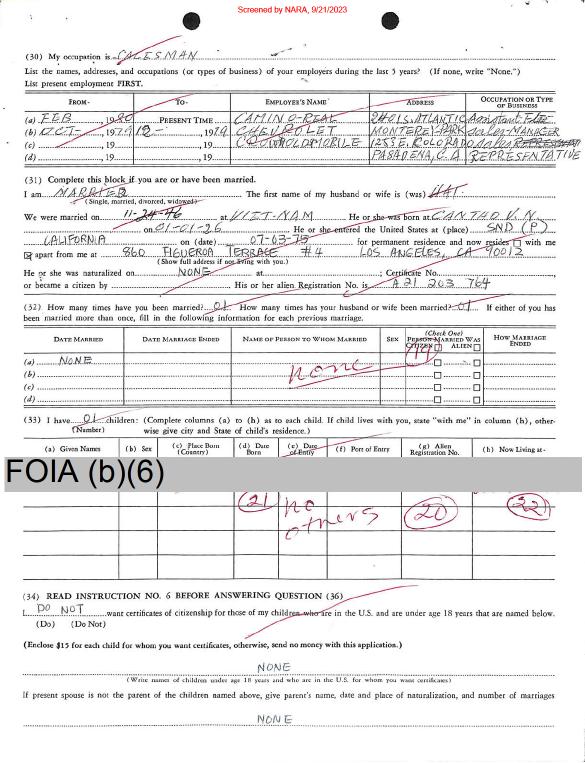 Screened by NARA, 9/21/2023
(30) My occupation is SALESMAN
List the names, addresses, and occupations (or types of business) of your employers during the last 5 years? (If none, write "None.")
List present employment FIRST.
FROM- TO- EMPLOYER'S NAME ADDRESS OCCUPATION OR TYPE OF BUSINESS
(a) FEB , 1980 PRESENT TIME CAMINO-REAL 2401 S. ATLANTIC
(b) OCT , 1979 12- , 1979 CHEVROLET MONTEREY-PARK sales-MANAGER
(c) , 19 , 19 OLDSMOBILE 1255 E. COLORADO sales
(d) , 19 , 19 PASADENA, C.A REPRESENTATIVE
(31) Complete this block if you are or have been married.
I am MARRIED The first name of my husband or wife is (was) HAI.
(Single, married, divorced, widowed)
We were married on 11-24-46 at VIET-NAM He or she was born at CANTHO V.N.
on 01-01-26 He or she entered the United States at (place) SND (P)
CALIFORNIA on (date) 07-03-75 for permanent residence and now resides with me
apart from me at 860 FIGUEROA TERRACE #4 LOS ANGELES, CA 90012
(Show full address if not living with you.)
He or she was naturalized on NONE at Certificate No.
or became a citizen by His or her alien Registration No. is A 21 203 764
(32) How many times have you been married? 01 How many times has your husband or wife been married? 01 If either of you has
been married more than once, fill in the following information for each previous marriage.
DATE MARRIED DATE MARRIAGE ENDED NAME OF PERSON TO WHOM MARRIED SEX (Check One) PERSON MARRIED WAS CITIZEN ALIEN HOW MARRIAGE ENDED
(a) NONE none
(b)
(c)
(d)
(33) I have 01 children: (Complete columns (a) to (h) as to each child. If child lives with you, state "with me" in column (h), other-
(Number) wise give city and State of child's residence.)
(a) Given Names (b) Sex (c) Place Born (Country) (d) Date Born (e) Date of Entry (f) Port of Entry (g) Alien Registration No. (h) Now Living at-
FOIA (b)(6)
21 no others 20 22
(34) READ INSTRUCTION NO. 6 BEFORE ANSWERING QUESTION (36)
I DO NOT want certificates of citizenship for those of my children who are in the U.S. and are under age 18 years that are named below.
(Do) (Do Not)
(Enclose $15 for each child for whom you want certificates, otherwise, send no money with this application.)
NONE
(Write names of children under age 18 years and who are in the U.S. for whom you want certificates)
If present spouse is not the parent of the children named above, give parent's name, date and place of naturalization, and number of marriages
NONE